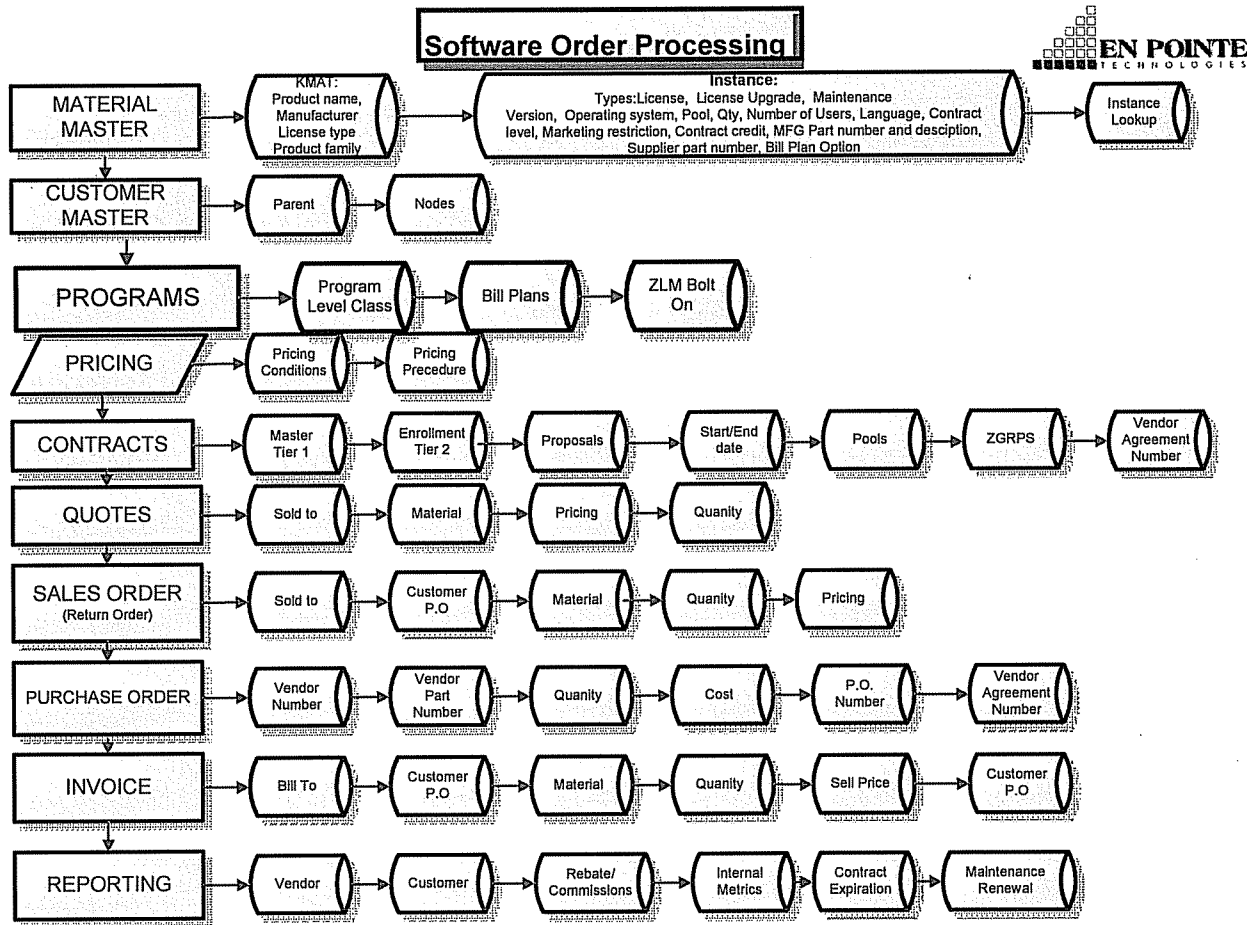 Software Order Processing
EN POINTE
TECHNOLOGIES
MATERIAL
MASTER
KMAT:
Product name,
Manufacturer
License type
Product family
Instance:
Types:License, License Upgrade, Maintenance
Version, Operating system, Pool, Qty, Number of Users, Language, Contract
level, Marketing restriction, Contract credit, MFG Part number and desciption,
Supplier part number, Bill Plan Option
Instance
Lookup
CUSTOMER
MASTER
Parent
Nodes
PROGRAMS
Program
Level Class
Bill Plans
ZLM Bolt
On
PRICING
Pricing
Conditions
Pricing
Precedure
CONTRACTS
Master
Tier 1
Enrollment
Tier 2
Proposals
Start/End
date
Pools
ZGRPS
Vendor
Agreement
Number
QUOTES
Sold to
Material
Pricing
Quanity
SALES ORDER
(Return Order)
Sold to
Customer
P.O
Material
Quanity
Pricing
PURCHASE ORDER
Vendor
Number
Vendor
Part
Number
Quanity
Cost
P.O.
Number
Vendor
Agreement
Number
INVOICE
Bill To
Customer
P.O
Material
Quanity
Sell Price
Customer
P.O
REPORTING
Vendor
Customer
Rebate/
Commissions
Internal
Metrics
Contract
Expiration
Maintenance
Renewal